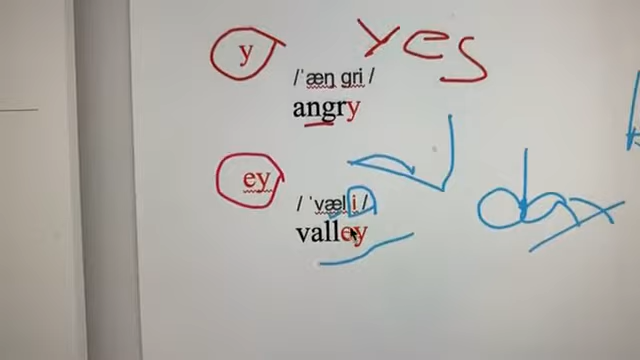 y yes
/ˈæŋ gri /
angry
ey
/ ˈvæl i /
valley